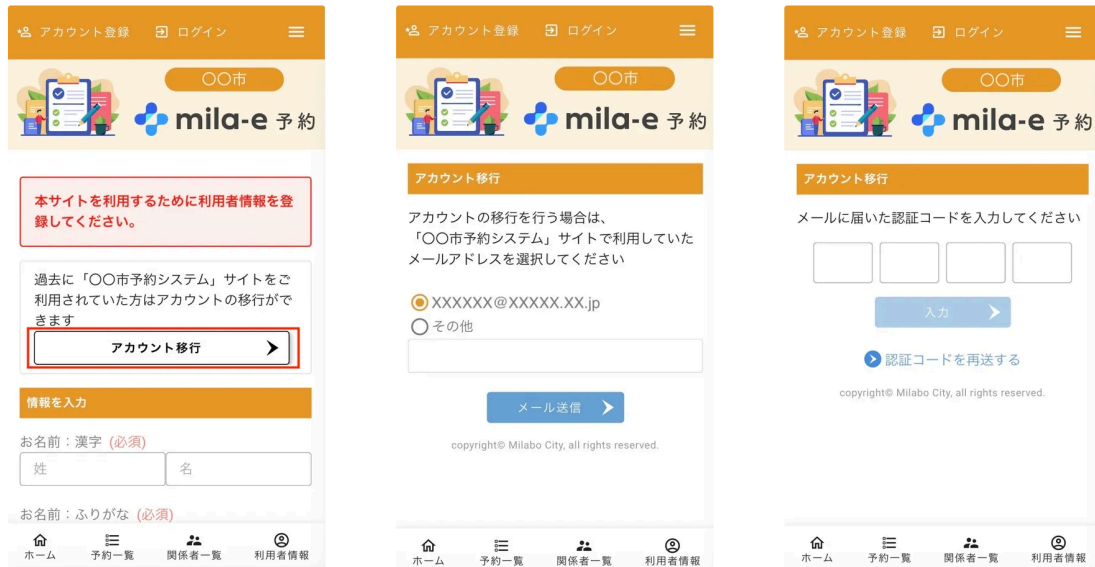 アカウント登録 ログイン
〇〇市
mila-e 予約
本サイトを利用するために利用者情報を登
録してください。
過去に「〇〇市予約システム」サイトをご
利用されていた方はアカウントの移行がで
きます
アカウント移行
情報を入力
お名前：漢字 (必須)
姓 名
お名前：ふりがな (必須)
ホーム 予約一覧 関係者一覧 利用者情報
アカウント登録 ログイン
〇〇市
mila-e 予約
アカウント移行
アカウントの移行を行う場合は、
「〇〇市予約システム」サイトで利用していた
メールアドレスを選択してください
XXXXXX@XXXXX.XX.jp
その他
メール送信
copyright© Milabo City, all rights reserved.
ホーム 予約一覧 関係者一覧 利用者情報
アカウント登録 ログイン
〇〇市
mila-e 予約
アカウント移行
メールに届いた認証コードを入力してください
入力
認証コードを再送する
copyright© Milabo City, all rights reserved.
ホーム 予約一覧 関係者一覧 利用者情報